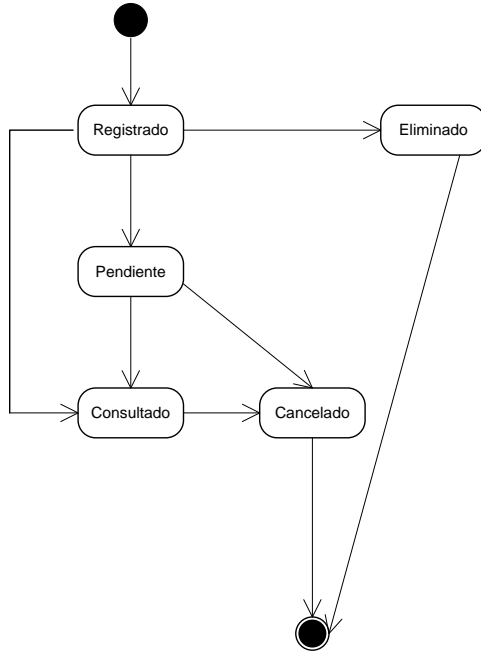 Registrado
Eliminado
Pendiente
Consultado
Cancelado